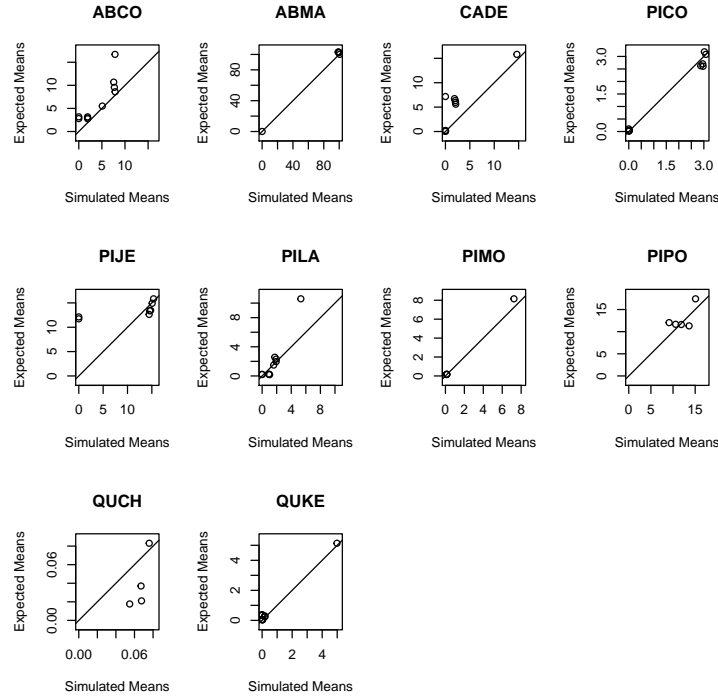 ABCO ABMA CADE PICO
Expected Means Expected Means Expected Means Expected Means
0 5 10 0 40 80 0 5 10 0.0 1.5 3.0
0 5 10 0 40 80 0 5 10 0.0 1.5 3.0
Simulated Means Simulated Means Simulated Means Simulated Means
PIJE PILA PIMO PIPO
Expected Means Expected Means Expected Means Expected Means
0 5 10 0 4 8 0 2 4 6 8 0 5 15
0 5 10 0 4 8 0 2 4 6 8 0 5 15
Simulated Means Simulated Means Simulated Means Simulated Means
QUCH QUKE
Expected Means Expected Means
0.00 0.06 0 2 4
0.00 0.06 0 2 4
Simulated Means Simulated Means